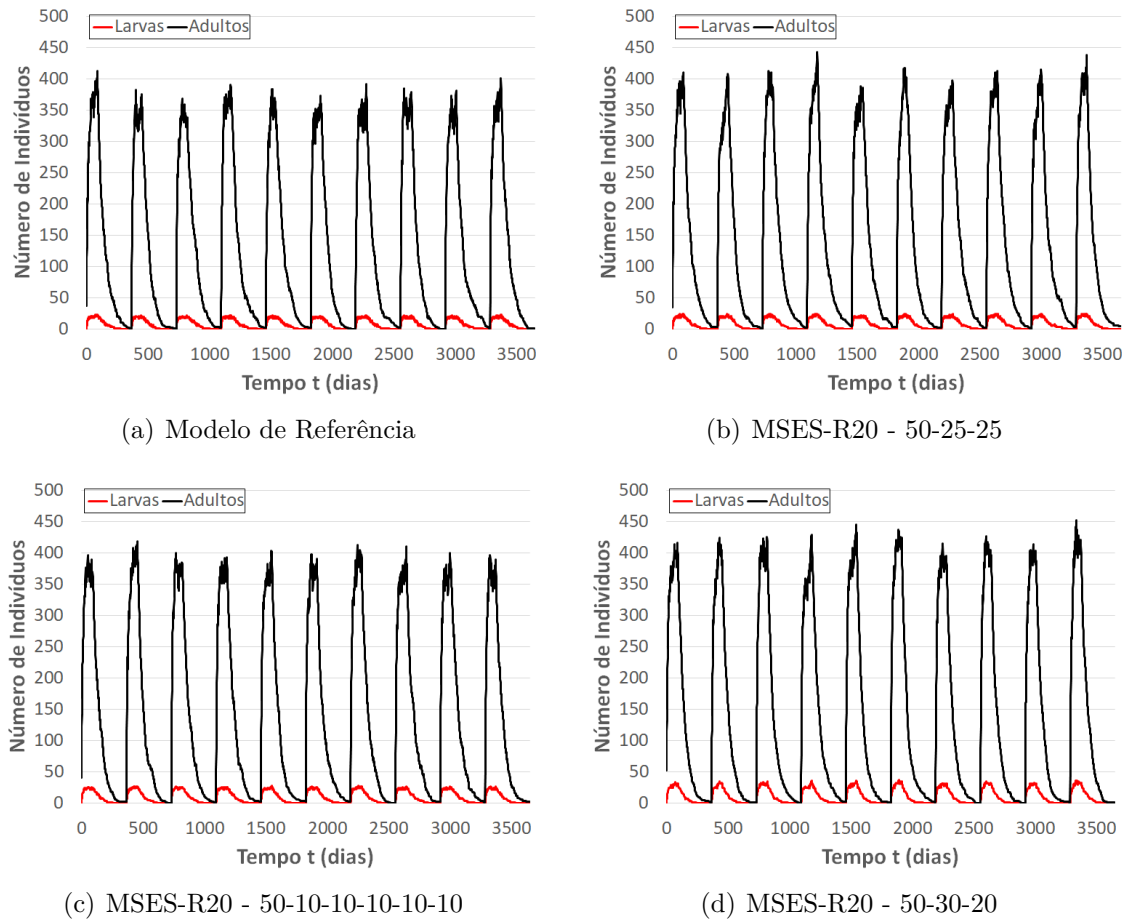 500
450
400
350
300
250
200
150
100
50
0
Número de Indivíduos
Larvas Adultos
0 500 1000 1500 2000 2500 3000 3500
Tempo t (dias)
(a) Modelo de Referência
500
450
400
350
300
250
200
150
100
50
0
Número de Indivíduos
Larvas Adultos
0 500 1000 1500 2000 2500 3000 3500
Tempo t (dias)
(b) MSES-R20 - 50-25-25
500
450
400
350
300
250
200
150
100
50
0
Número de Indivíduos
Larvas Adultos
0 500 1000 1500 2000 2500 3000 3500
Tempo t (dias)
(c) MSES-R20 - 50-10-10-10-10-10
500
450
400
350
300
250
200
150
100
50
0
Número de Indivíduos
Larvas Adultos
0 500 1000 1500 2000 2500 3000 3500
Tempo t (dias)
(d) MSES-R20 - 50-30-20